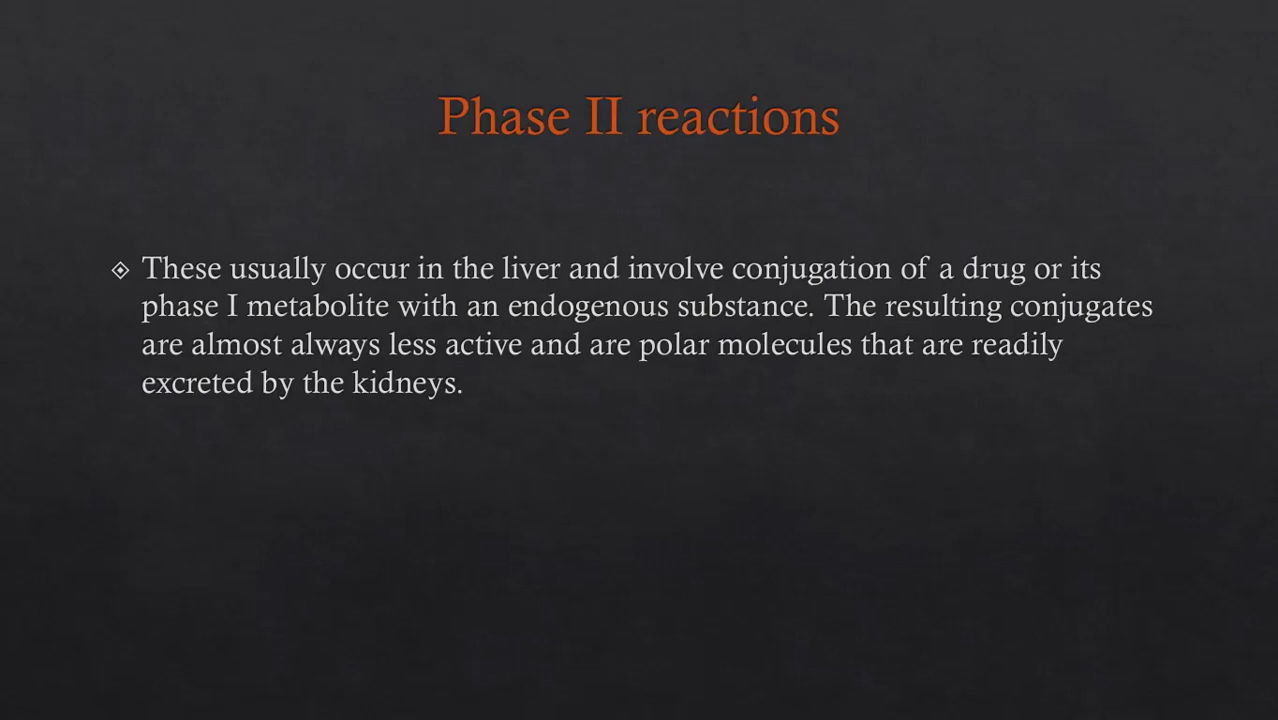 Phase II reactions
These usually occur in the liver and involve conjugation of a drug or its
phase I metabolite with an endogenous substance. The resulting conjugates
are almost always less active and are polar molecules that are readily
excreted by the kidneys.